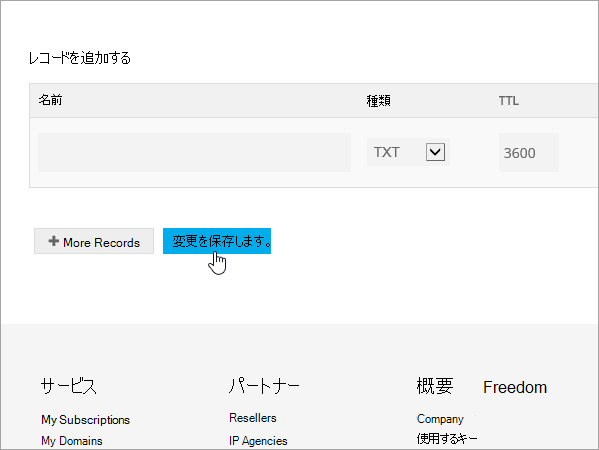 レコードを追加する
名前 種類 TTL
TXT 3600
More Records 変更を保存します。
サービス パートナー 概要 Freedom
My Subscriptions Resellers Company
My Domains IP Agencies 使用するキー